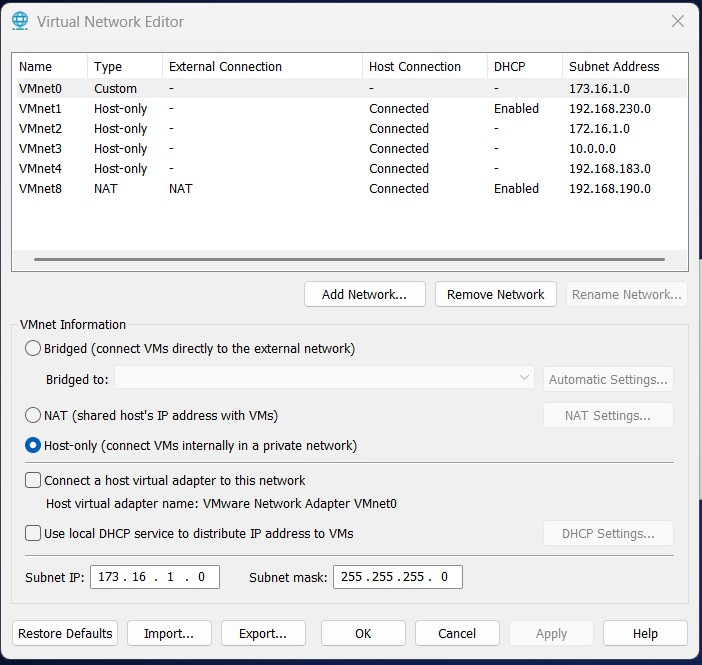 Virtual Network Editor
Name Type External Connection Host Connection DHCP Subnet Address
VMnet0 Custom - - - 173.16.1.0
VMnet1 Host-only - Connected Enabled 192.168.230.0
VMnet2 Host-only - Connected - 172.16.1.0
VMnet3 Host-only - Connected - 10.0.0.0
VMnet4 Host-only - Connected - 192.168.183.0
VMnet8 NAT NAT Connected Enabled 192.168.190.0
Add Network... Remove Network Rename Network...
VMnet Information
Bridged (connect VMs directly to the external network)
Bridged to: Automatic Settings...
NAT (shared host's IP address with VMs) NAT Settings...
Host-only (connect VMs internally in a private network)
Connect a host virtual adapter to this network
Host virtual adapter name: VMware Network Adapter VMnet0
Use local DHCP service to distribute IP address to VMs DHCP Settings...
Subnet IP: 173 . 16 . 1 . 0 Subnet mask: 255 . 255 . 255 . 0
Restore Defaults Import... Export... OK Cancel Apply Help